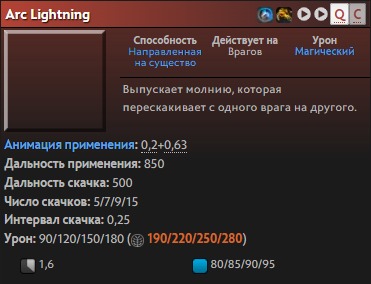 Arc Lightning Q C
Способность Действует на Урон
Направленная Врагов Магический
на существо
Выпускает молнию, которая
перескакивает с одного врага на другого.
Анимация применения: 0,2+0,63
Дальность применения: 850
Дальность скачка: 500
Число скачков: 5/7/9/15
Интервал скачка: 0,25
Урон: 90/120/150/180 (190/220/250/280)
1,6 80/85/90/95